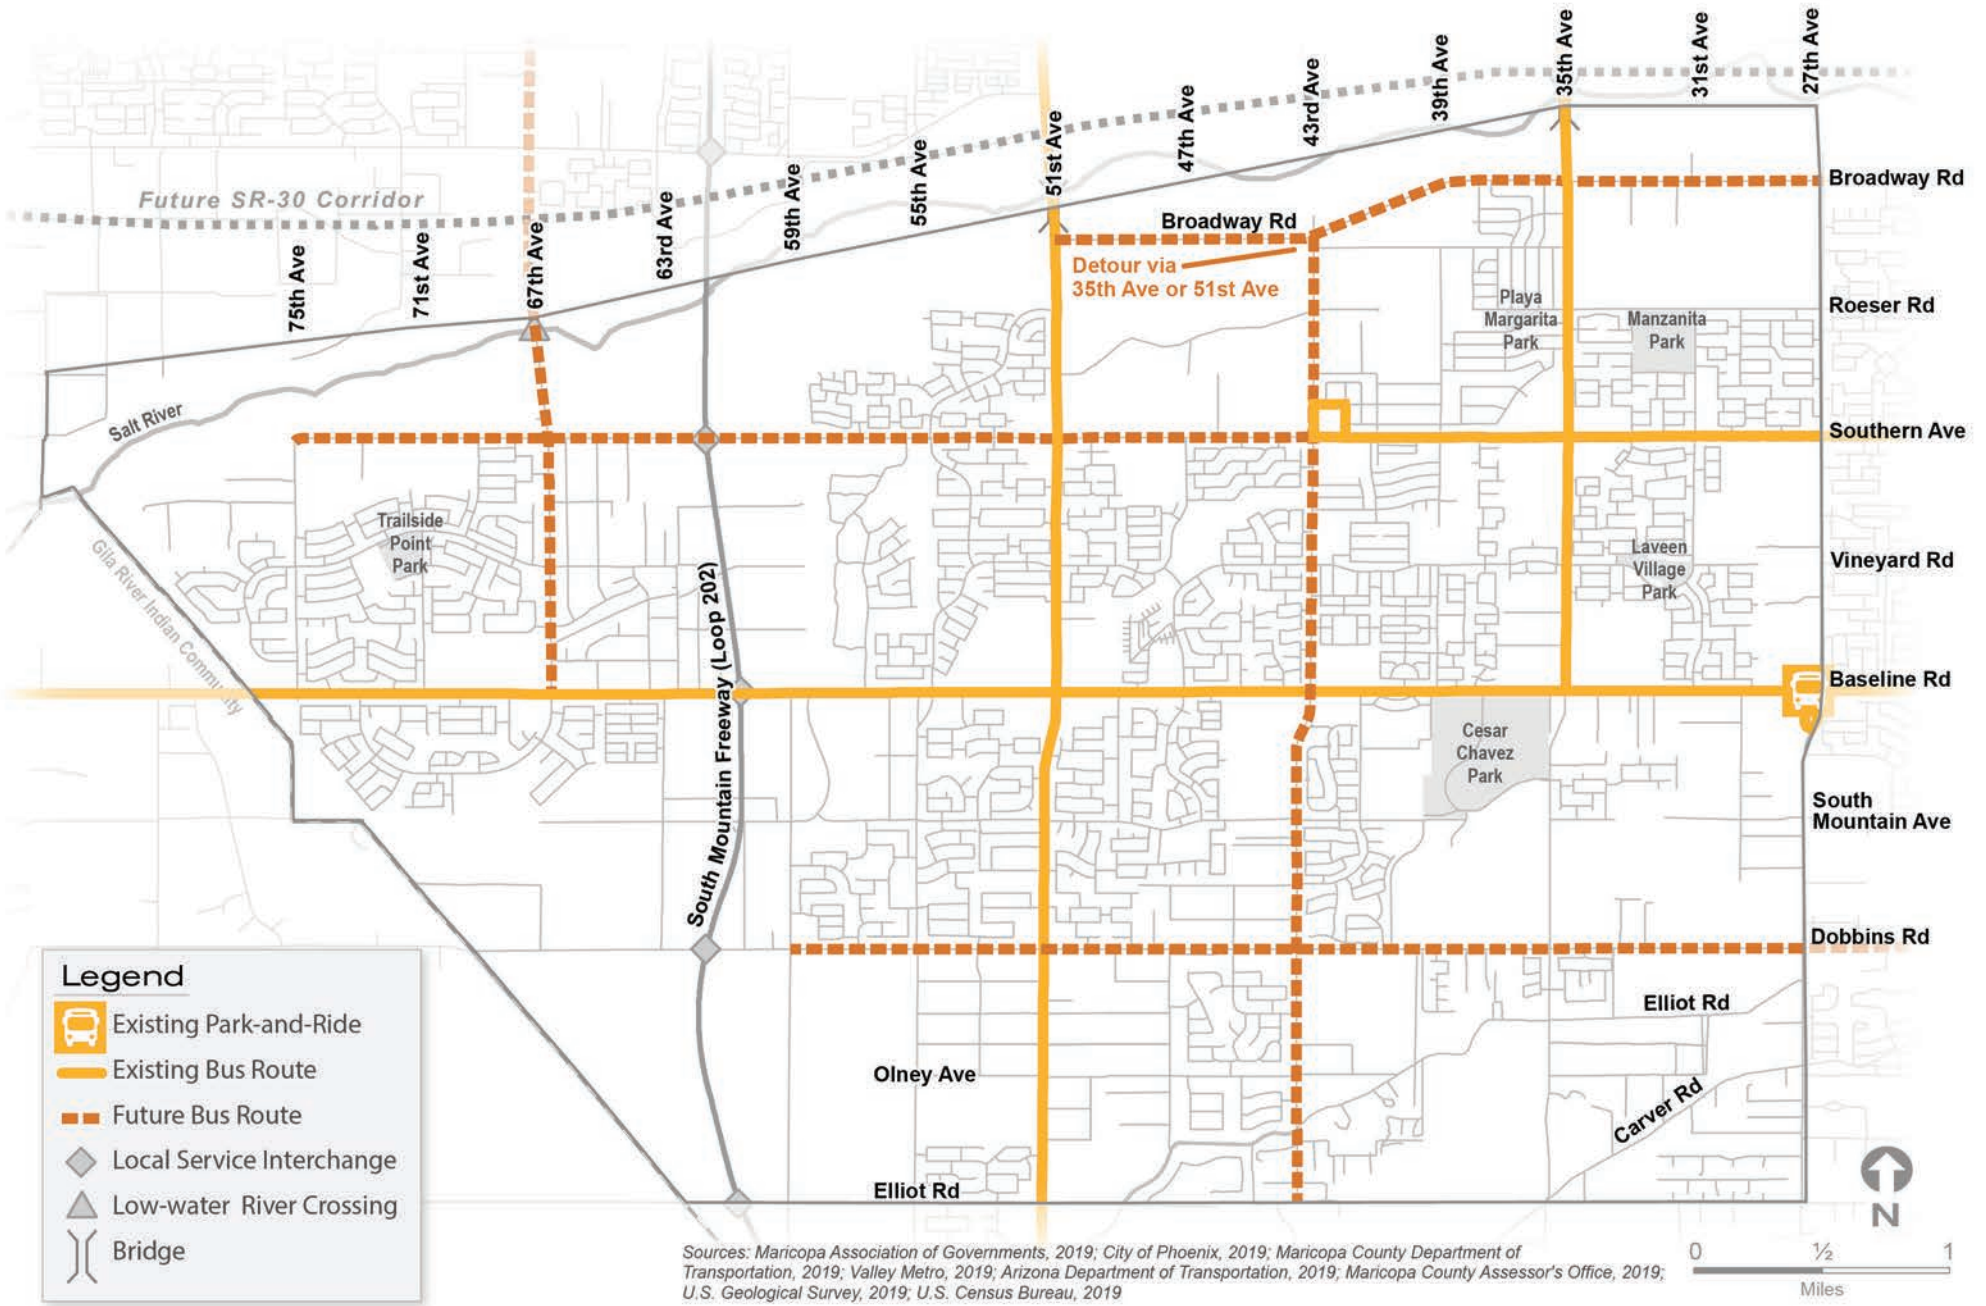 35th Ave
31st Ave
27th Ave
39th Ave
43rd Ave
47th Ave
51st Ave
55th Ave
59th Ave
63rd Ave
67th Ave
71st Ave
75th Ave
Future SR-30 Corridor
Broadway Rd
Broadway Rd
Detour via
35th Ave or 51st Ave
Roeser Rd
Playa
Margarita
Park
Manzanita
Park
Salt River
Southern Ave
Trailside
Point
Park
Laveen
Village
Park
Vineyard Rd
Gila River Indian Community
South Mountain Freeway (Loop 202)
Baseline Rd
Cesar
Chavez
Park
South
Mountain Ave
Dobbins Rd
Elliot Rd
Olney Ave
Carver Rd
Elliot Rd
Legend
Existing Park-and-Ride
Existing Bus Route
Future Bus Route
Local Service Interchange
Low-water River Crossing
Bridge
N
0 ½ 1
Miles
Sources: Maricopa Association of Governments, 2019; City of Phoenix, 2019; Maricopa County Department of
Transportation, 2019; Valley Metro, 2019; Arizona Department of Transportation, 2019; Maricopa County Assessor's Office, 2019;
U.S. Geological Survey, 2019; U.S. Census Bureau, 2019